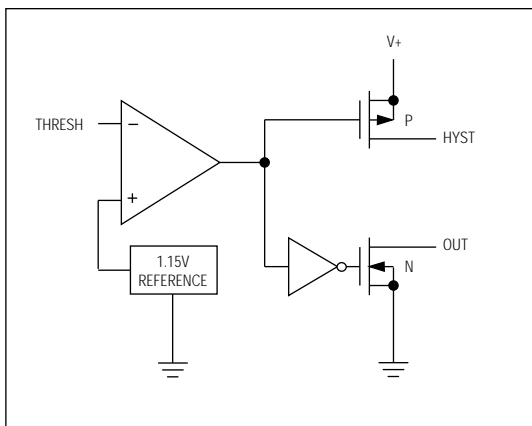 V+
THRESH
–
P
HYST
+
OUT
1.15V
REFERENCE
N